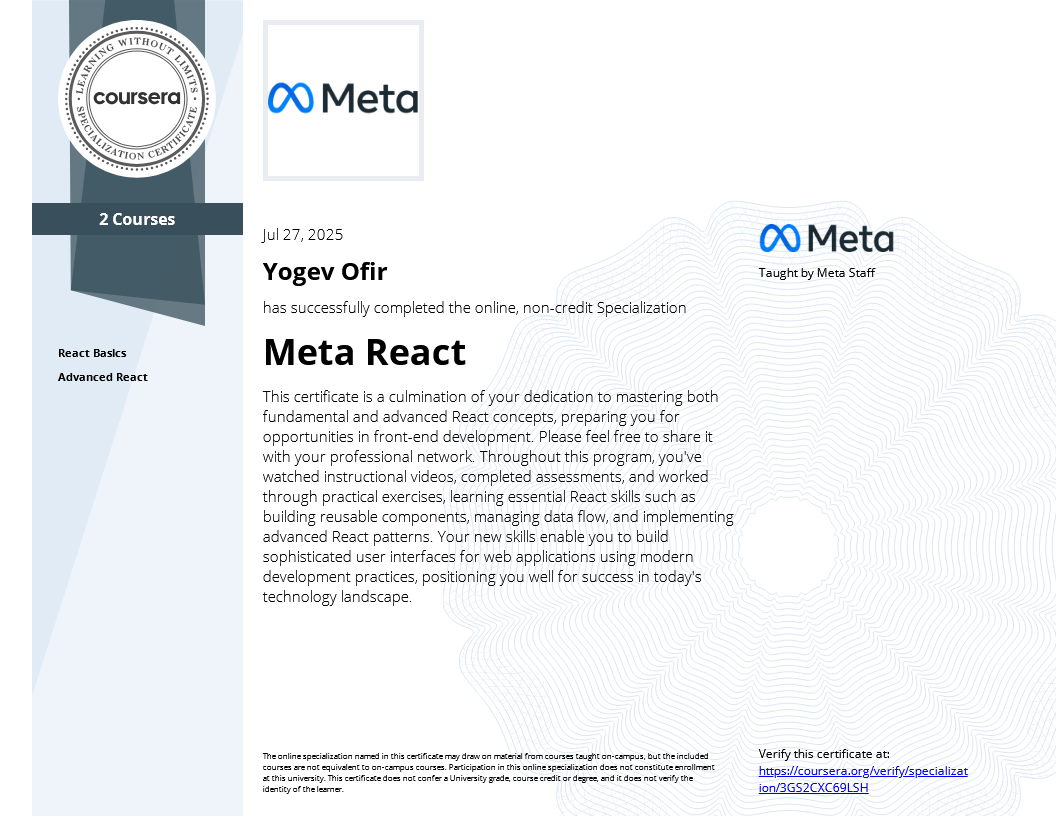 LEARNING WITHOUT LIMITS
coursera
SPECIALIZATION CERTIFICATE
2 Courses
React Basics
Advanced React
Meta
Jul 27, 2025
Yogev Ofir
has successfully completed the online, non-credit Specialization
Meta React
This certificate is a culmination of your dedication to mastering both
fundamental and advanced React concepts, preparing you for
opportunities in front-end development. Please feel free to share it
with your professional network. Throughout this program, you've
watched instructional videos, completed assessments, and worked
through practical exercises, learning essential React skills such as
building reusable components, managing data flow, and implementing
advanced React patterns. Your new skills enable you to build
sophisticated user interfaces for web applications using modern
development practices, positioning you well for success in today's
technology landscape.
Meta
Taught by Meta Staff
The online specialization named in this certificate may draw on material from courses taught on-campus, but the included
courses are not equivalent to on-campus courses. Participation in this online specialization does not constitute enrollment
at this university. This certificate does not confer a University grade, course credit or degree, and it does not verify the
identity of the learner.
Verify this certificate at:
https://coursera.org/verify/specializat
ion/3GS2CXC69LSH